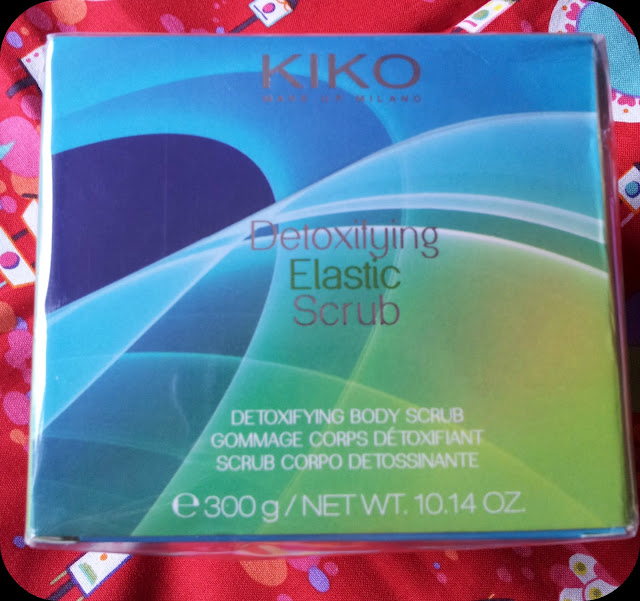 KIKO
MAKE UP MILANO
Detoxifying
Elastic
Scrub
DETOXIFYING BODY SCRUB
GOMMAGE CORPS DÉTOXIFIANT
SCRUB CORPO DETOSSINANTE
℮ 300 g / NET WT. 10.14 OZ.